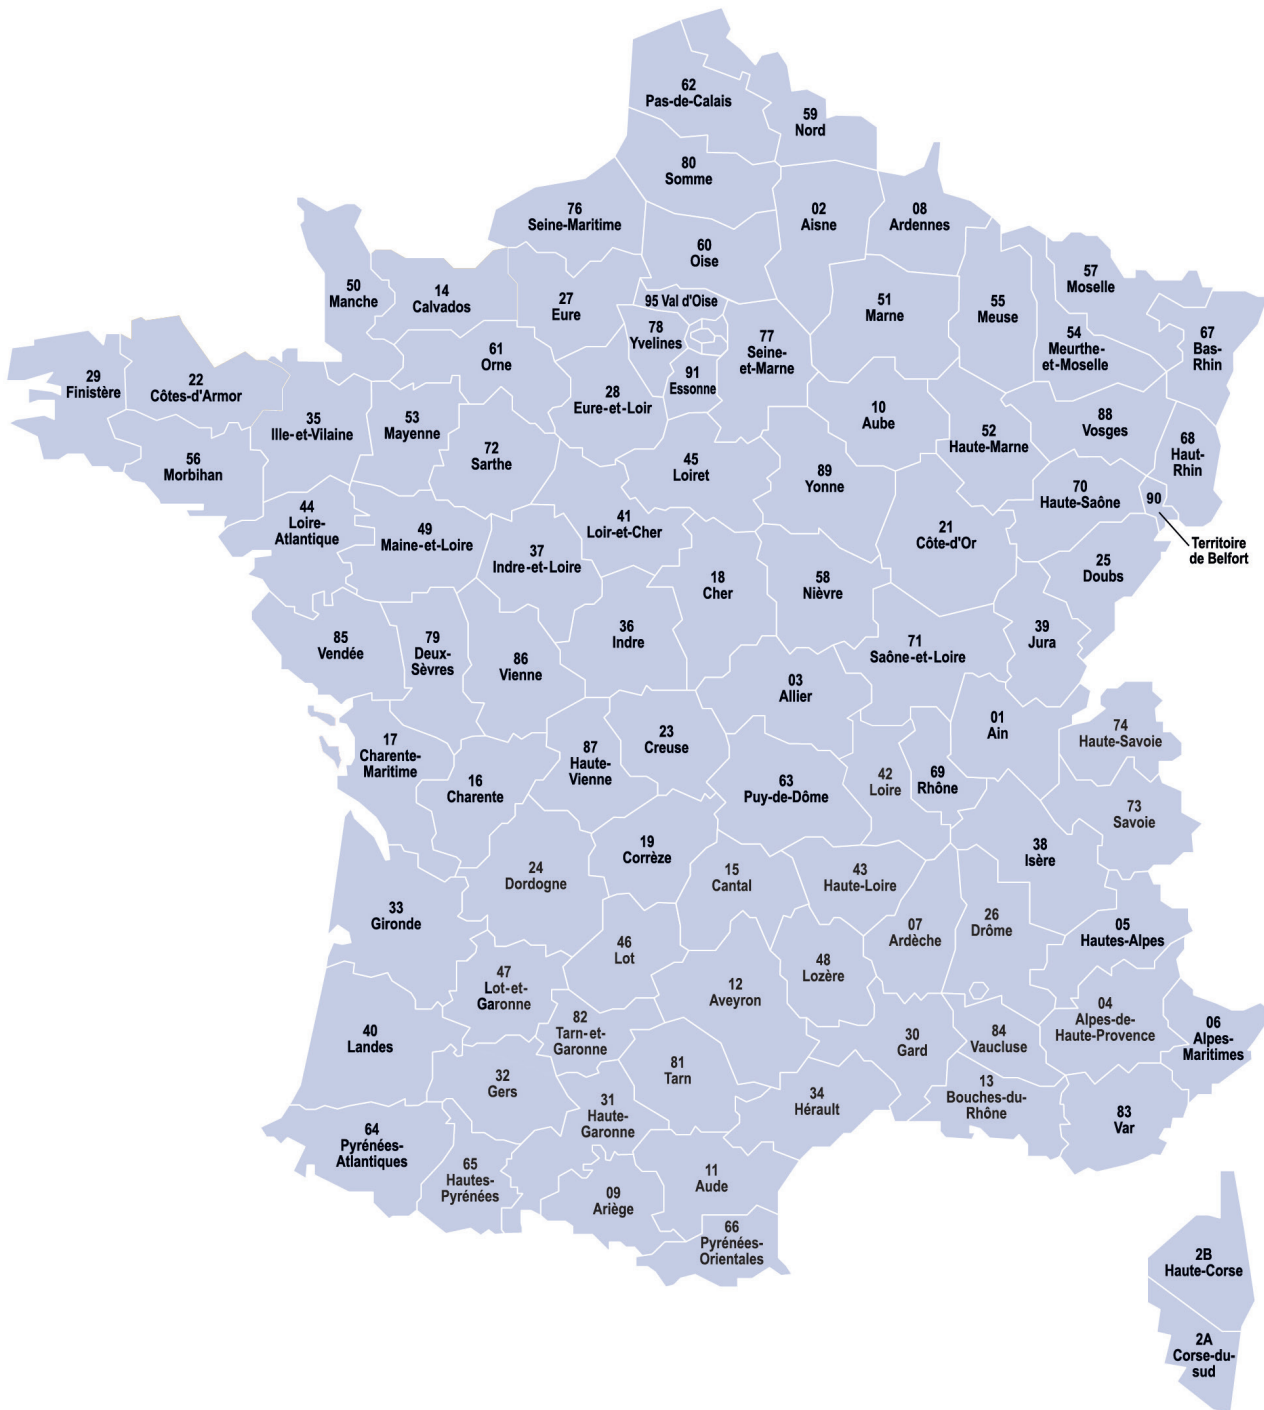 62
Pas-de-Calais
59
Nord
80
Somme
76
Seine-Maritime
02
Aisne
08
Ardennes
60
Oise
57
Moselle
50
Manche
14
Calvados
27
Eure
95 Val d'Oise
51
Marne
55
Meuse
78
Yvelines
77
Seine-
et-Marne
54
Meurthe-
et-Moselle
67
Bas-
Rhin
61
Orne
91
Essonne
29
Finistère
22
Côtes-d'Armor
28
Eure-et-Loir
35
Ille-et-Vilaine
53
Mayenne
10
Aube
88
Vosges
52
Haute-Marne
68
Haut-
Rhin
56
Morbihan
72
Sarthe
45
Loiret
89
Yonne
70
Haute-Saône
90
Territoire
de Belfort
44
Loire-
Atlantique
49
Maine-et-Loire
41
Loir-et-Cher
37
Indre-et-Loire
21
Côte-d'Or
25
Doubs
18
Cher
58
Nièvre
85
Vendée
79
Deux-
Sèvres
86
Vienne
36
Indre
71
Saône-et-Loire
39
Jura
03
Allier
01
Ain
74
Haute-Savoie
17
Charente-
Maritime
16
Charente
87
Haute-
Vienne
23
Creuse
63
Puy-de-Dôme
42
Loire
69
Rhône
73
Savoie
38
Isère
24
Dordogne
19
Corrèze
15
Cantal
43
Haute-Loire
33
Gironde
07
Ardèche
26
Drôme
05
Hautes-Alpes
46
Lot
47
Lot-et-
Garonne
48
Lozère
12
Aveyron
04
Alpes-de-
Haute-Provence
06
Alpes-
Maritimes
40
Landes
82
Tarn-et-
Garonne
30
Gard
84
Vaucluse
32
Gers
81
Tarn
31
Haute-
Garonne
34
Hérault
13
Bouches-du-
Rhône
83
Var
64
Pyrénées-
Atlantiques
65
Hautes-
Pyrénées
09
Ariège
11
Aude
66
Pyrénées-
Orientales
2B
Haute-Corse
2A
Corse-du-
sud